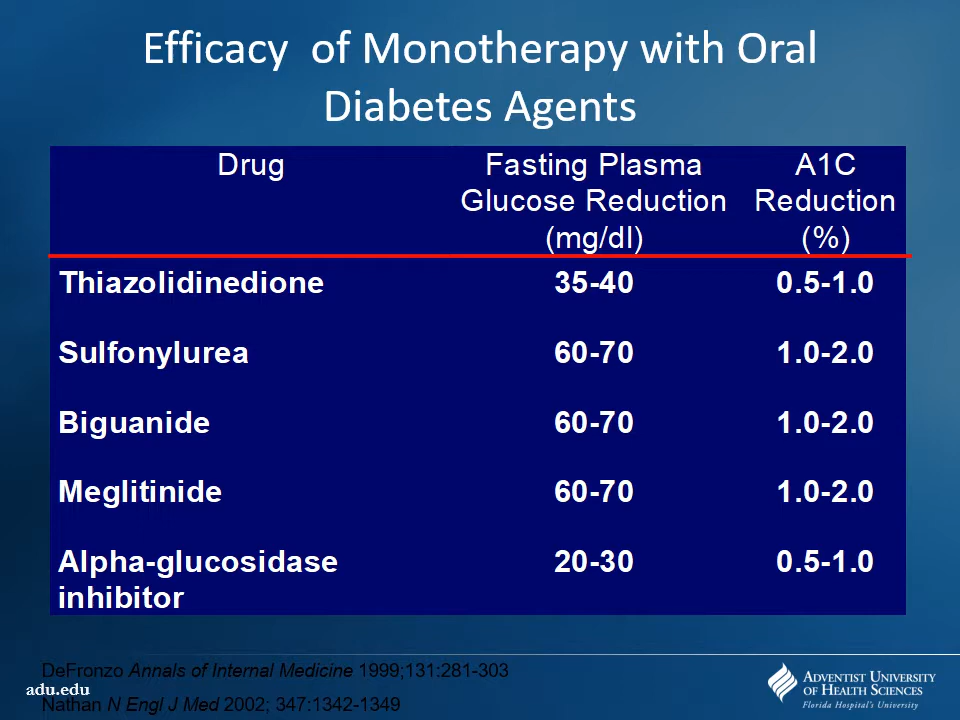 Efficacy of Monotherapy with Oral
Diabetes Agents
Drug Fasting Plasma Glucose Reduction (mg/dl) A1C Reduction (%)
Thiazolidinedione 35-40 0.5-1.0
Sulfonylurea 60-70 1.0-2.0
Biguanide 60-70 1.0-2.0
Meglitinide 60-70 1.0-2.0
Alpha-glucosidase 20-30 0.5-1.0
inhibitor
DeFronzo Annals of Internal Medicine 1999;131:281-303
adu.edu
Nathan N Engl J Med 2002; 347:1342-1349
ADVENTIST UNIVERSITY
OF HEALTH SCIENCES
Florida Hospital's University